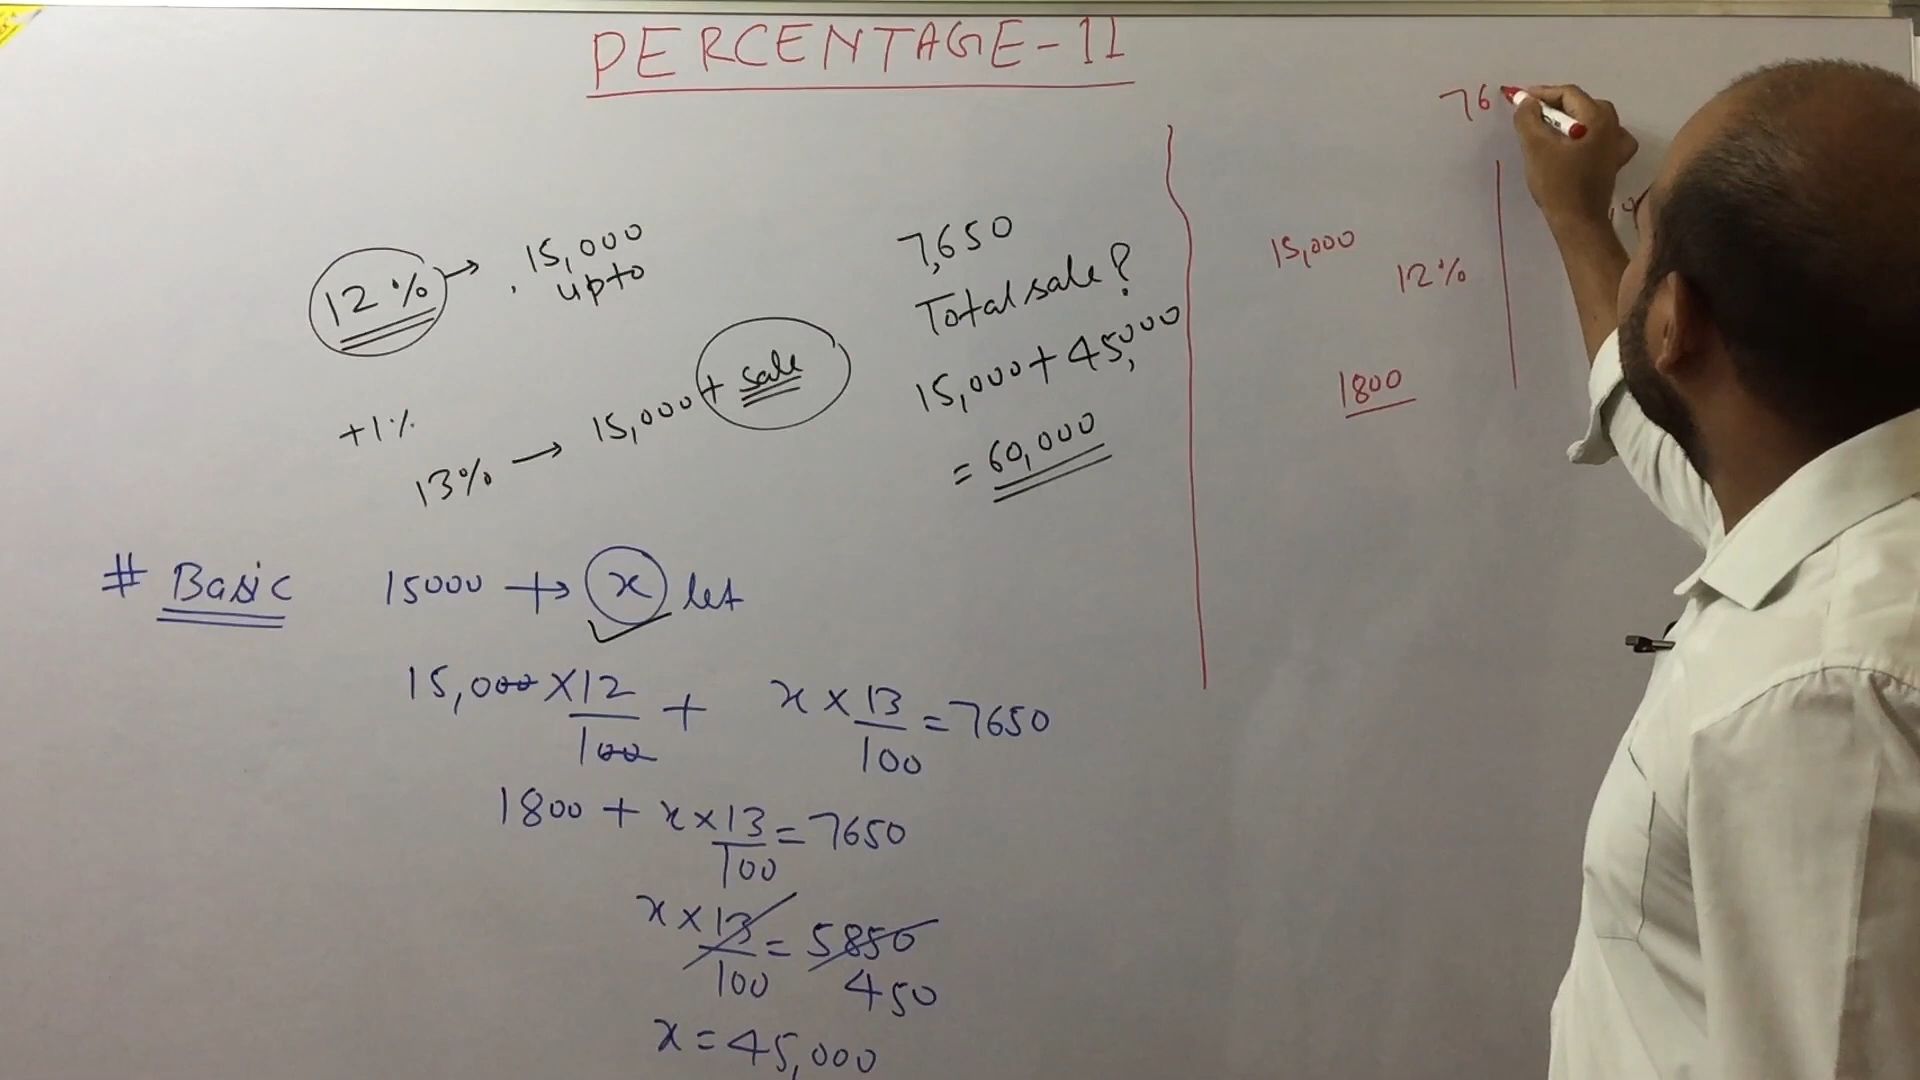 PERCENTAGE-11
12% → 15,000
upto
+1%
13% → 15,000 + sale
7,650
Total sale?
15,000 + 45,000
= 60,000
# Basic 15000 + → x let
15,000 × 12/100 + x × 13/100 = 7650
1800 + x × 13/100 = 7650
x × 13/100 = 5850
450
x = 45,000
76
15,000
12%
1800